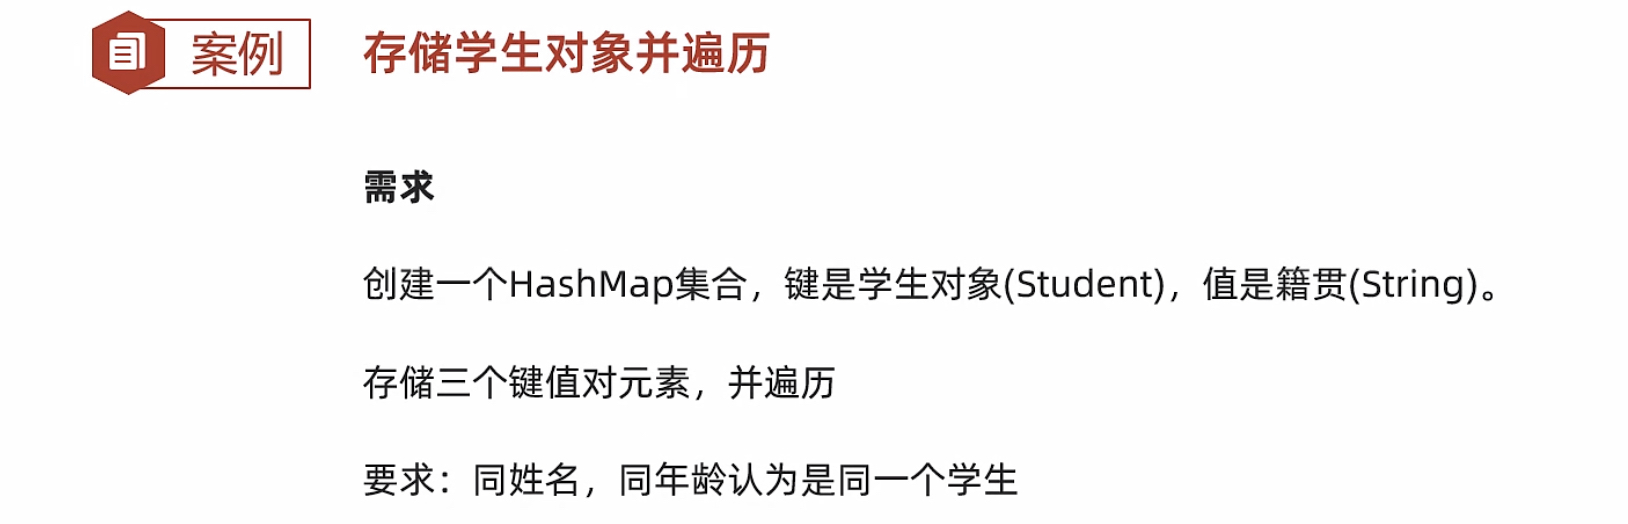 案例
存储学生对象并遍历
需求
创建一个HashMap集合，键是学生对象(Student)，值是籍贯(String)。
存储三个键值对元素，并遍历
要求：同姓名，同年龄认为是同一个学生